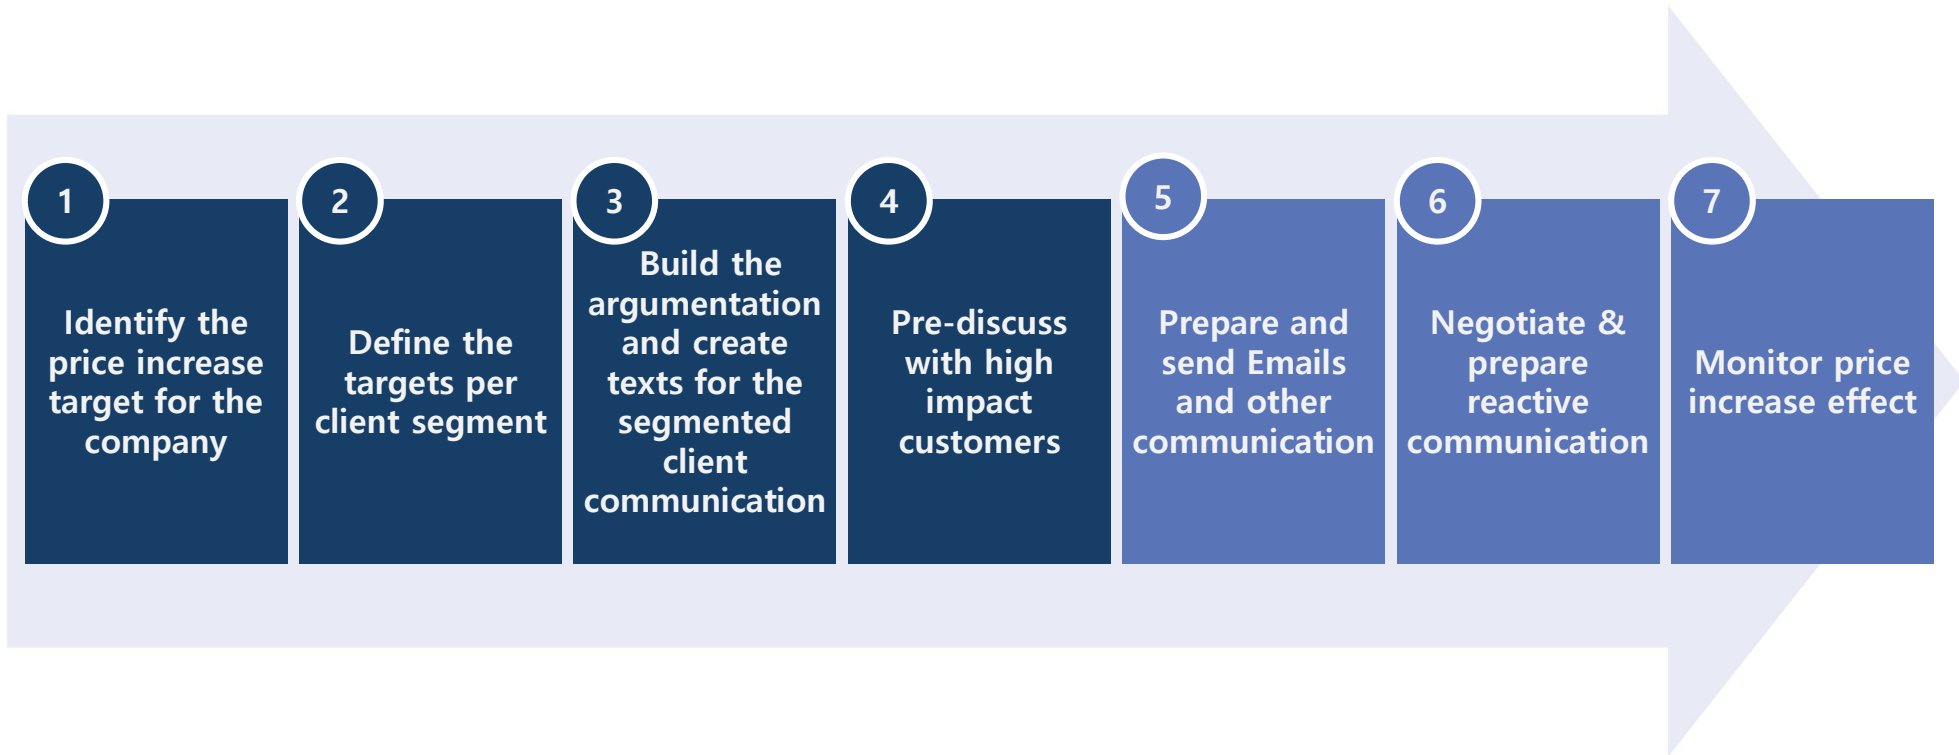 1
Identify the
price increase
target for the
company
2
Define the
targets per
client segment
3
Build the
argumentation
and create
texts for the
segmented
client
communication
4
Pre-discuss
with high
impact
customers
5
Prepare and
send Emails
and other
communication
6
Negotiate &
prepare
reactive
communication
7
Monitor price
increase effect